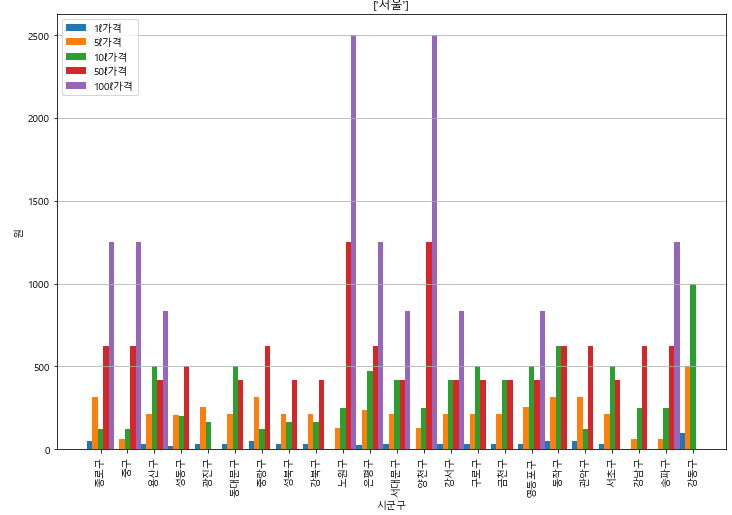 ['서울']
1ℓ가격
5ℓ가격
10ℓ가격
50ℓ가격
100ℓ가격
2500
2000
1500
1000
500
0
원
종로구
중구
용산구
성동구
광진구
동대문구
중랑구
성북구
강북구
노원구
은평구
서대문구
양천구
강서구
구로구
금천구
영등포구
동작구
관악구
서초구
강남구
송파구
강동구
시군구